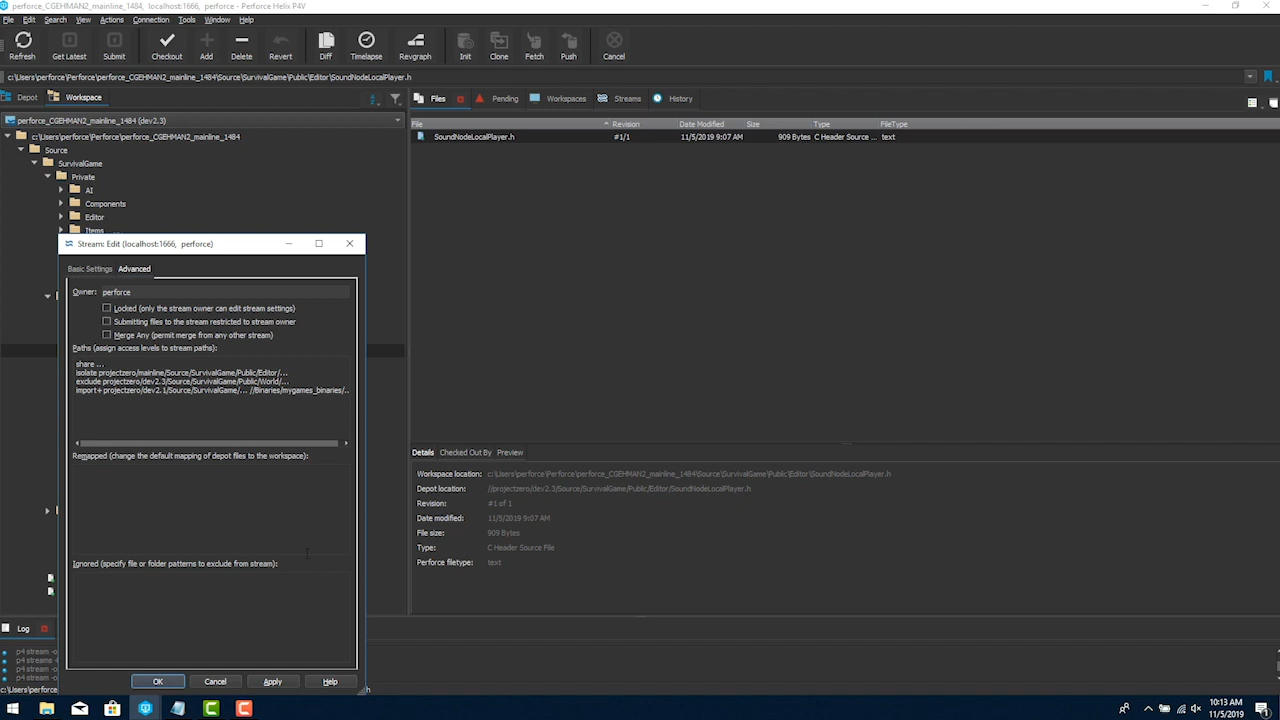 perforce_CGEHMAN2_mainline_1484, localhost:1666, perforce - Perforce Helix P4V
File Edit Search View Actions Connection Tools Window Help
Refresh Get Latest Submit Checkout Add Delete Revert Diff Timelapse Revgraph Init Clone Fetch Push Cancel
c:\Users\perforce\Perforce\perforce_CGEHMAN2_mainline_1484\Source\SurvivalGame\Public\Editor\SoundNodeLocalPlayer.h
Depot Workspace
perforce_CGEHMAN2_mainline_1484 (dev2.3)
c:\Users\perforce\Perforce\perforce_CGEHMAN2_mainline_1484
Source
SurvivalGame
Private
AI
Components
Editor
Items
Files Pending Workspaces Streams History
File Revision Date Modified Size Type FileType
SoundNodeLocalPlayer.h #1/1 11/5/2019 9:07 AM 909 Bytes C Header Source ... text
Stream: Edit (localhost:1666, perforce)
Basic Settings Advanced
Owner: perforce
Locked (only the stream owner can edit stream settings)
Submitting files to the stream restricted to stream owner
Merge Any (permit merge from any other stream)
Paths (assign access levels to stream paths):
share ...
isolate projectzero/mainline/Source/SurvivalGame/Public/Editor/...
exclude projectzero/dev2.3/Source/SurvivalGame/Public/World/...
import+ projectzero/dev2.1/Source/SurvivalGame/... //Binaries/mygames_binaries/..
Remapped (change the default mapping of depot files to the workspace):
Ignored (specify file or folder patterns to exclude from stream):
OK Cancel Apply Help
Details Checked Out By Preview
Workspace location: c:\Users\perforce\Perforce\perforce_CGEHMAN2_mainline_1484\Source\SurvivalGame\Public\Editor\SoundNodeLocalPlayer.h
Depot location: //projectzero/dev2.3/Source/SurvivalGame/Public/Editor/SoundNodeLocalPlayer.h
Revision: #1 of 1
Date modified: 11/5/2019 9:07 AM
File size: 909 Bytes
Type: C Header Source File
Perforce filetype: text
Log
p4 stream -o
p4 streams -
p4 stream -o
p4 stream -o
c:\Users\perforc
h
10:13 AM
11/5/2019
1